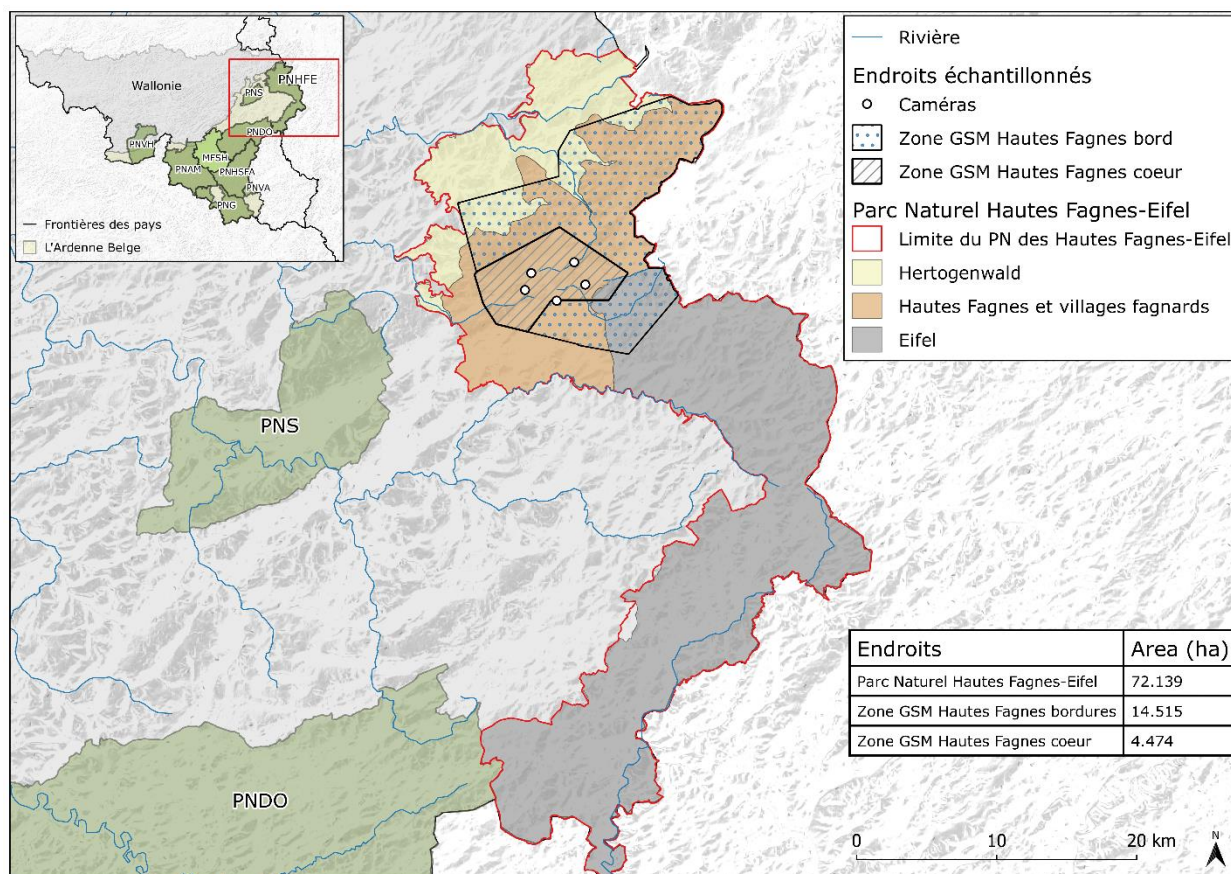 Wallonie
PNHFE
PNS
PNDO
PNVH
MFSH
PNAM
PNHSFA
PNVA
PNG
Frontières des pays
L'Ardenne Belge
Rivière
Endroits échantillonnés
Caméras
Zone GSM Hautes Fagnes bord
Zone GSM Hautes Fagnes coeur
Parc Naturel Hautes Fagnes-Eifel
Limite du PN des Hautes Fagnes-Eifel
Hertogenwald
Hautes Fagnes et villages fagnards
Eifel
PNS
PNDO
Endroits Area (ha)
Parc Naturel Hautes Fagnes-Eifel 72.139
Zone GSM Hautes Fagnes bordures 14.515
Zone GSM Hautes Fagnes coeur 4.474
0 10 20 km
N